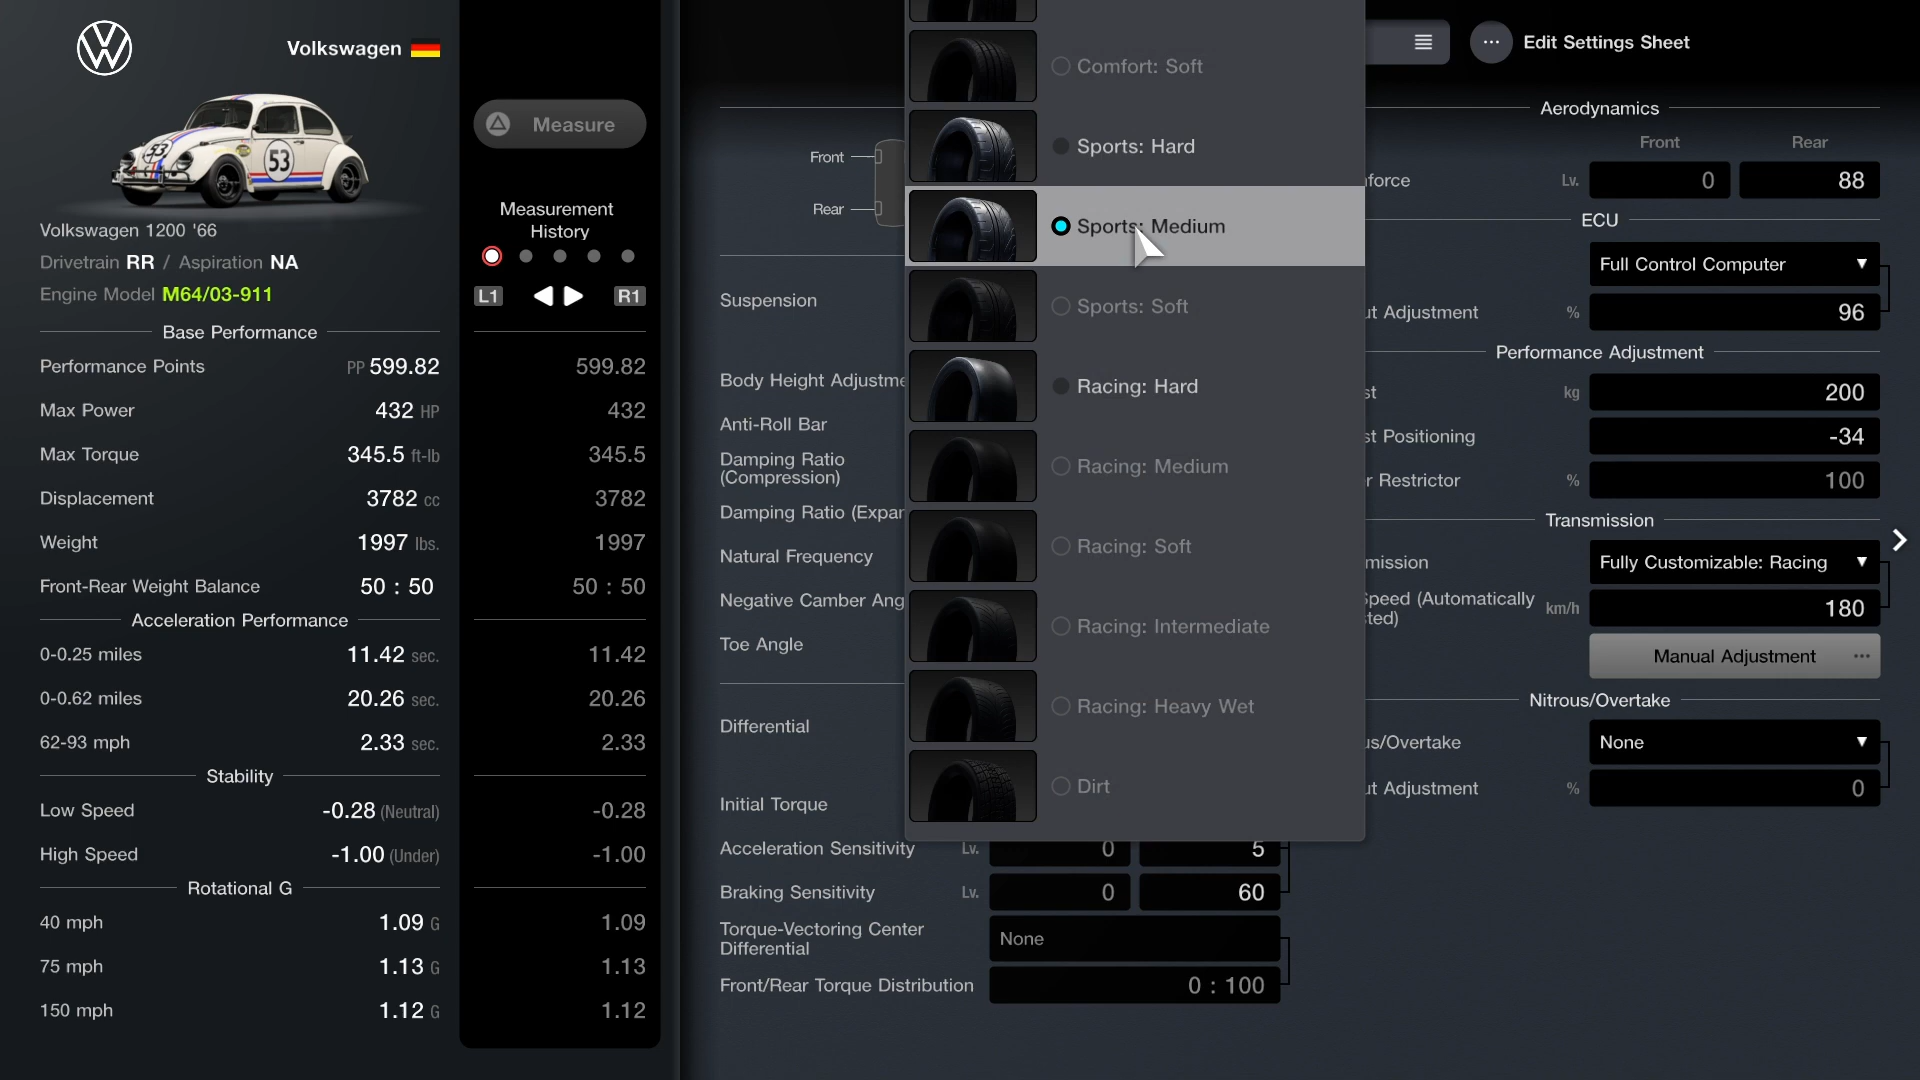 Volkswagen
53
53
Volkswagen 1200 '66
Drivetrain RR / Aspiration NA
Engine Model M64/03-911
Base Performance
Performance Points PP 599.82
Max Power 432 HP
Max Torque 345.5 ft-lb
Displacement 3782 cc
Weight 1997 lbs.
Front-Rear Weight Balance 50 : 50
Acceleration Performance
0-0.25 miles 11.42 sec.
0-0.62 miles 20.26 sec.
62-93 mph 2.33 sec.
Stability
Low Speed -0.28 (Neutral)
High Speed -1.00 (Under)
Rotational G
40 mph 1.09 G
75 mph 1.13 G
150 mph 1.12 G
Measure
Measurement
History
L1 R1
599.82
432
345.5
3782
1997
50 : 50
11.42
20.26
2.33
-0.28
-1.00
1.09
1.13
1.12
Front
Rear
Suspension
Body Height Adjustme
Anti-Roll Bar
Damping Ratio
(Compression)
Damping Ratio (Expan
Natural Frequency
Negative Camber Ang
Toe Angle
Differential
Initial Torque
Acceleration Sensitivity Lv. 0 5
Braking Sensitivity Lv. 0 60
Torque-Vectoring Center
Differential
None
Front/Rear Torque Distribution 0 : 100
Comfort: Soft
Sports: Hard
Sports: Medium
Sports: Soft
Racing: Hard
Racing: Medium
Racing: Soft
Racing: Intermediate
Racing: Heavy Wet
Dirt
Edit Settings Sheet
Aerodynamics
Front Rear
nforce Lv. 0 88
ECU
Full Control Computer
ut Adjustment % 96
Performance Adjustment
st kg 200
st Positioning -34
r Restrictor % 100
Transmission
mission Fully Customizable: Racing
Speed (Automatically
sted) km/h 180
Manual Adjustment
Nitrous/Overtake
us/Overtake None
ut Adjustment % 0